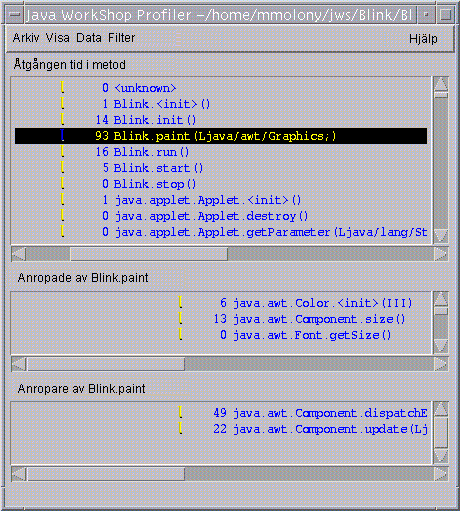 Java WorkShop Profiler - /home/mmolony/jws/Blink/Bl
Arkiv Visa Data Filter Hjälp
Åtgången tid i metod
! 0 <unknown>
! 1 Blink.<init>()
! 14 Blink.init()
! 93 Blink.paint(Ljava/awt/Graphics;)
! 16 Blink.run()
! 5 Blink.start()
! 0 Blink.stop()
! 1 java.applet.Applet.<init>()
! 0 java.applet.Applet.destroy()
! 0 java.applet.Applet.getParameter(Ljava/lang/St
Anropade av Blink.paint
! 6 java.awt.Color.<init>(III)
! 13 java.awt.Component.size()
! 0 java.awt.Font.getSize()
Anropare av Blink.paint
! 49 java.awt.Component.dispatchE
! 22 java.awt.Component.update(Lj